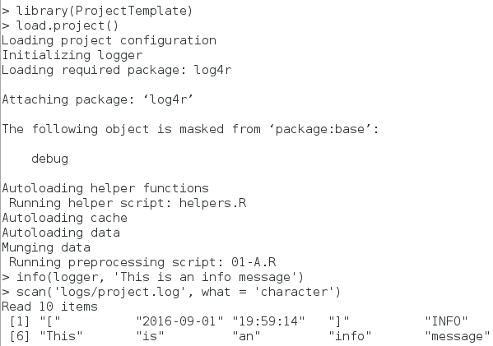 > library(ProjectTemplate)
> load.project()
Loading project configuration
Initializing logger
Loading required package: log4r
Attaching package: ‘log4r’
The following object is masked from ‘package:base’:
    debug
Autoloading helper functions
 Running helper script: helpers.R
Autoloading cache
Autoloading data
Munging data
 Running preprocessing script: 01-A.R
> info(logger, 'This is an info message')
> scan('logs/project.log', what = 'character')
Read 10 items
 [1] "["          "2016-09-01" "19:59:14"   "]"          "INFO"
 [6] "This"       "is"         "an"         "info"       "message"